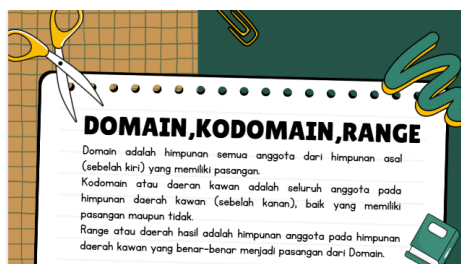 DOMAIN,KODOMAIN,RANGE
Domain adalah himpunan semua anggota dari himpunan asal
(sebelah kiri) yang memiliki pasangan.
Kodomain atau daeran kawan adalah seluruh anggota pada
himpunan daerah kawan (sebelah kanan), baik yang memiliki
pasangan maupun tidak.
Range atau daerah hasil adalah himpunan anggota pada himpunan
daerah kawan yang benar-benar menjadi pasangan dari Domain.